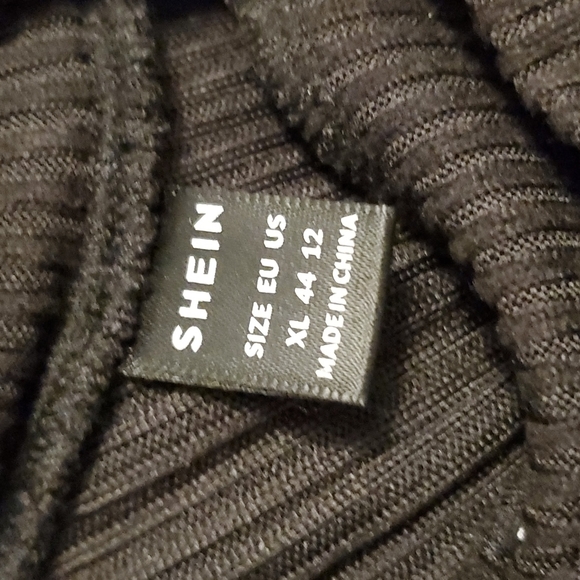 SHEIN
SIZE EU US
XL 44 12
MADE IN CHINA